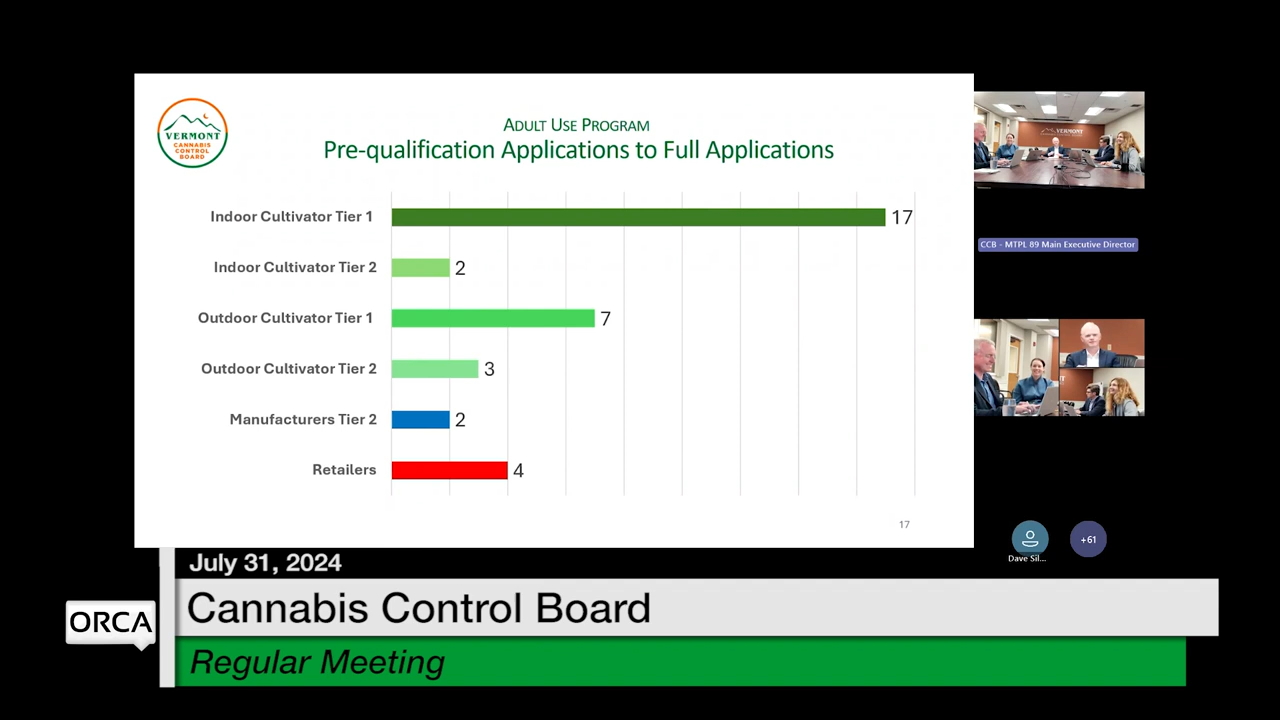 VERMONT
CANNABIS
CONTROL
BOARD
ADULT USE PROGRAM
Pre-qualification Applications to Full Applications
Indoor Cultivator Tier 1
17
Indoor Cultivator Tier 2
2
Outdoor Cultivator Tier 1
7
Outdoor Cultivator Tier 2
3
Manufacturers Tier 2
2
Retailers
4
17
VERMONT
CCB - MTPL 89 Main Executive Director
Dave Sil...
+61
July 31, 2024
ORCA
Cannabis Control Board
Regular Meeting